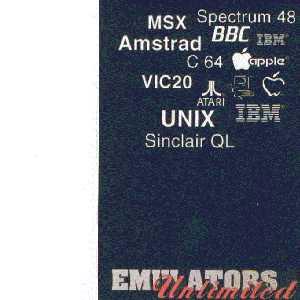 MSX Spectrum 48
BBC IBM
Amstrad
C 64 apple
VIC20
ATARI IBM
UNIX
Sinclair QL
EMULATORS
Unlimited